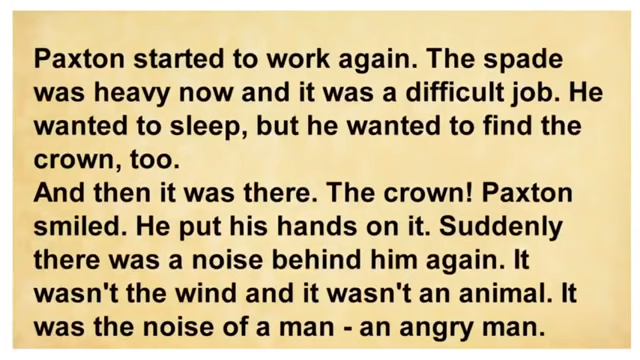 Paxton started to work again. The spade
was heavy now and it was a difficult job. He
wanted to sleep, but he wanted to find the
crown, too.
And then it was there. The crown! Paxton
smiled. He put his hands on it. Suddenly
there was a noise behind him again. It
wasn't the wind and it wasn't an animal. It
was the noise of a man - an angry man.